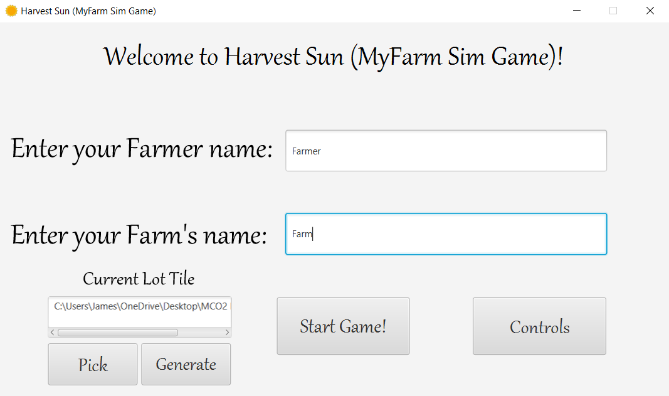 Harvest Sun (MyFarm Sim Game)
Welcome to Harvest Sun (MyFarm Sim Game)!
Enter your Farmer name: Farmer
Enter your Farm's name: Farm
Current Lot Tile
C:\Users\James\OneDrive\Desktop\MCO2
Start Game!
Controls
Pick
Generate